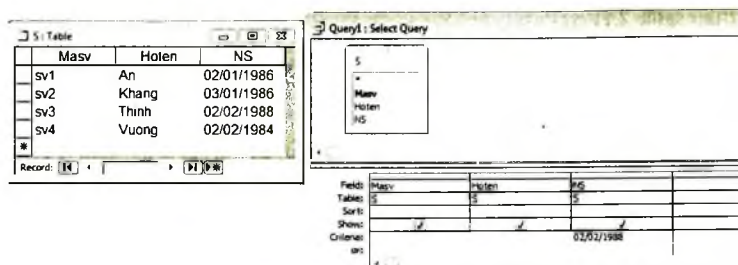 S : Table
Masv Hoten NS
sv1 An 02/01/1986
sv2 Khang 03/01/1986
sv3 Thinh 02/02/1988
sv4 Vuong 02/02/1984
*
Record:
Query1 : Select Query
S
*
Masv
Hoten
NS
Field: Masv Hoten NS
Table: S S S
Sort:
Show:
Criteria: 02/02/1988
or: